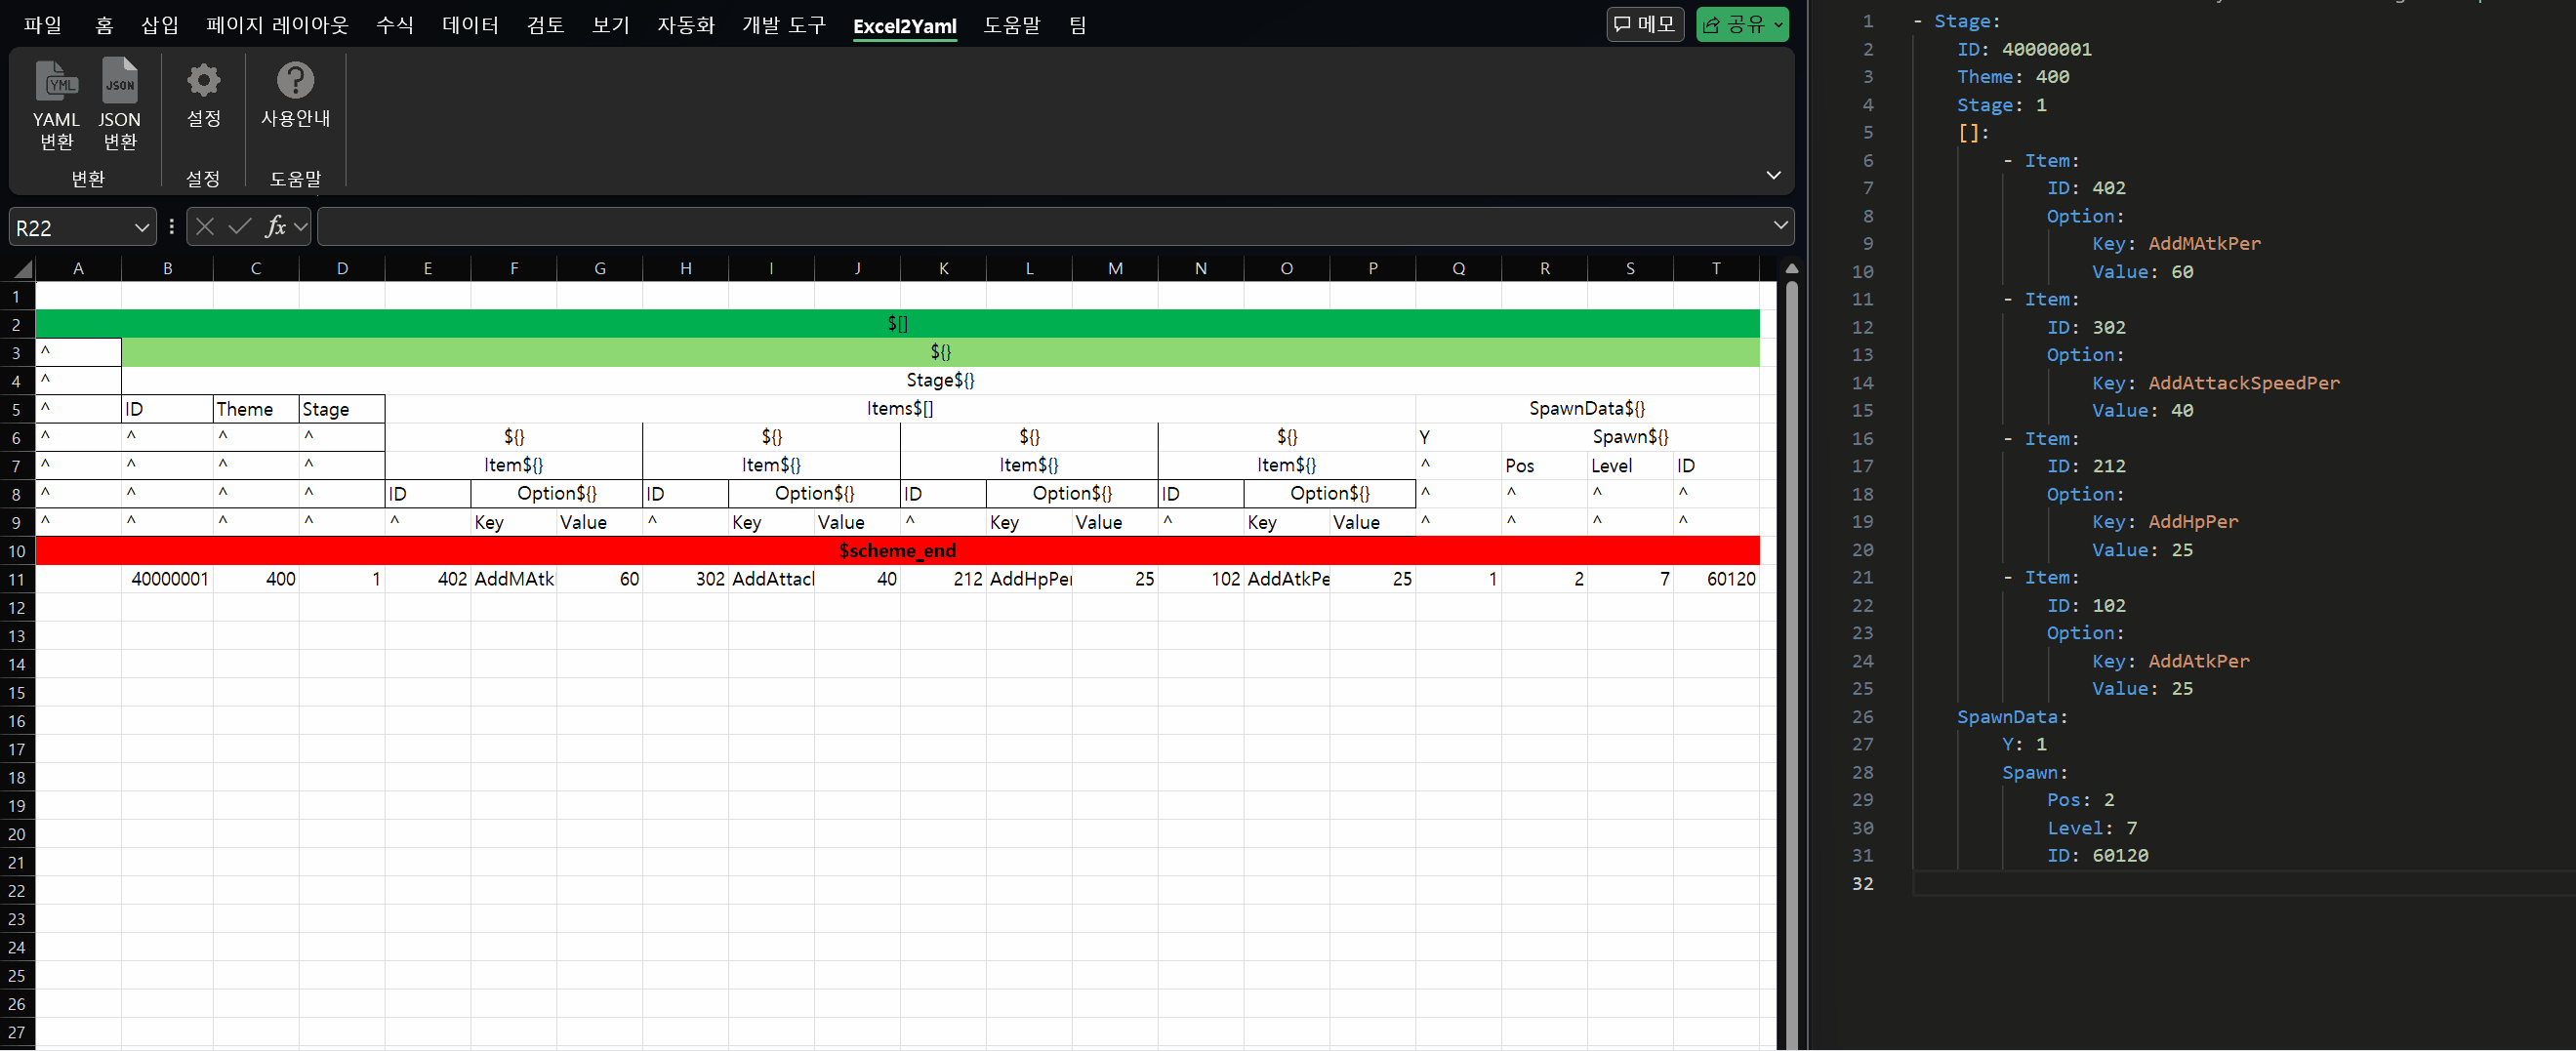 파일 홈 삽입 페이지 레이아웃 수식 데이터 검토 보기 자동화 개발 도구 Excel2Yaml 도움말 팀 메모 공유
YML JSON
YAML 변환 JSON 변환 설정 사용안내
변환 설정 도움말
R22 fx
A B C D E F G H I J K L M N O P Q R S T
1
2 $[]
3 ^ ${}
4 ^ Stage${}
5 ^ ID Theme Stage Items$[] SpawnData${}
6 ^ ^ ^ ^ ${} ${} ${} ${} Y Spawn${}
7 ^ ^ ^ ^ Item${} Item${} Item${} Item${} ^ Pos Level ID
8 ^ ^ ^ ^ ID Option${} ID Option${} ID Option${} ID Option${} ^ ^ ^ ^
9 ^ ^ ^ ^ ^ Key Value ^ Key Value ^ Key Value ^ Key Value ^ ^ ^ ^
10 $scheme_end
11 40000001 400 1 402 AddMAtk 60 302 AddAttac 40 212 AddHpPer 25 102 AddAtkPe 25 1 2 7 60120
12
13
14
15
16
17
18
19
20
21
22
23
24
25
26
27
1 - Stage:
2 ID: 40000001
3 Theme: 400
4 Stage: 1
5 []:
6 - Item:
7 ID: 402
8 Option:
9 Key: AddMAtkPer
10 Value: 60
11 - Item:
12 ID: 302
13 Option:
14 Key: AddAttackSpeedPer
15 Value: 40
16 - Item:
17 ID: 212
18 Option:
19 Key: AddHpPer
20 Value: 25
21 - Item:
22 ID: 102
23 Option:
24 Key: AddAtkPer
25 Value: 25
26 SpawnData:
27 Y: 1
28 Spawn:
29 Pos: 2
30 Level: 7
31 ID: 60120
32